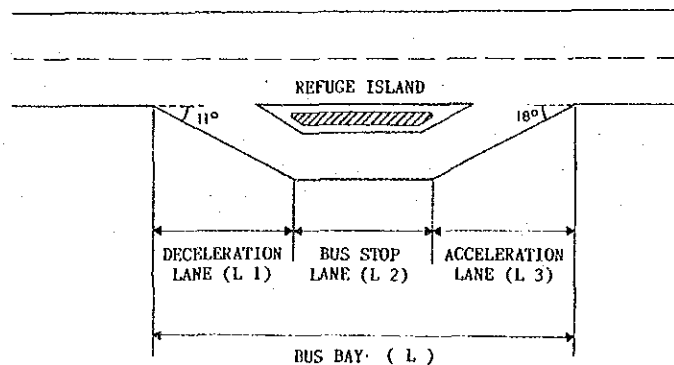 REFUGE ISLAND
11°
18°
DECELERATION
LANE (L 1)
BUS STOP
LANE (L 2)
ACCELERATION
LANE (L 3)
BUS BAY ( L )